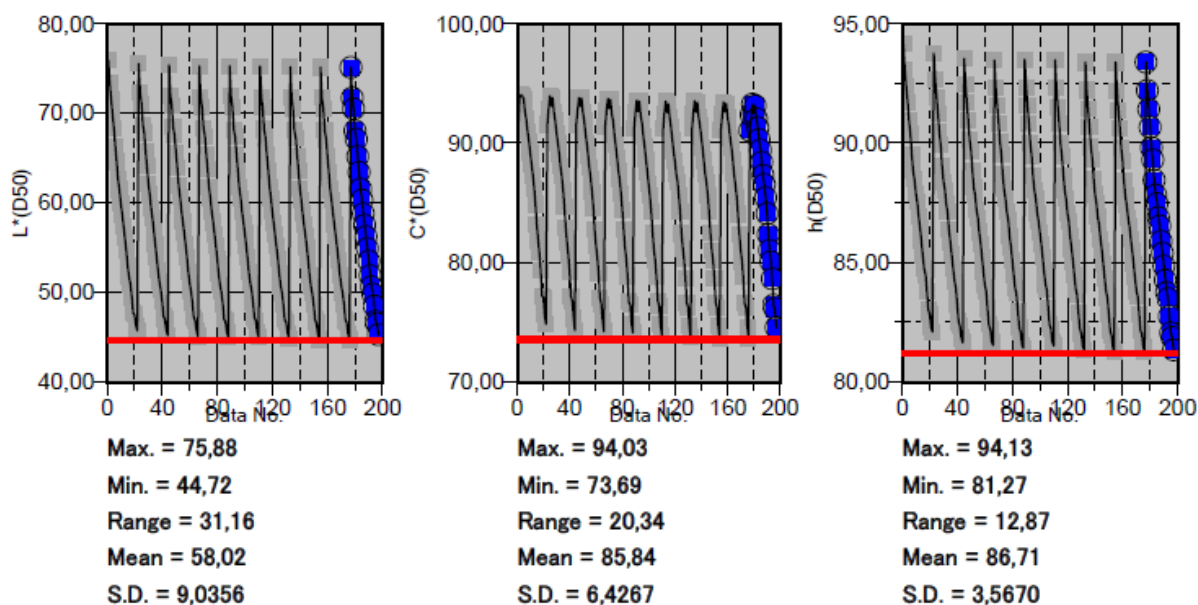 80,00
70,00
60,00
50,00
40,00
L*(D50)
0 40 80 120 160 200
Data No.
Max. = 75,88
Min. = 44,72
Range = 31,16
Mean = 58,02
S.D. = 9,0356
100,00
90,00
80,00
70,00
C*(D50)
0 40 80 120 160 200
Data No.
Max. = 94,03
Min. = 73,69
Range = 20,34
Mean = 85,84
S.D. = 6,4267
95,00
90,00
85,00
80,00
h(D50)
0 40 80 120 160 200
Data No.
Max. = 94,13
Min. = 81,27
Range = 12,87
Mean = 86,71
S.D. = 3,5670